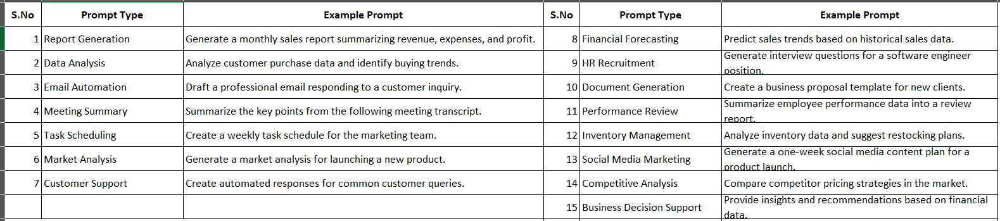 S.No Prompt Type Example Prompt S.No Prompt Type Example Prompt
1 Report Generation Generate a monthly sales report summarizing revenue, expenses, and profit. 8 Financial Forecasting Predict sales trends based on historical sales data.
2 Data Analysis Analyze customer purchase data and identify buying trends. 9 HR Recruitment Generate interview questions for a software engineer
position.
3 Email Automation Draft a professional email responding to a customer inquiry. 10 Document Generation Create a business proposal template for new clients.
4 Meeting Summary Summarize the key points from the following meeting transcript. 11 Performance Review Summarize employee performance data into a review
report.
5 Task Scheduling Create a weekly task schedule for the marketing team. 12 Inventory Management Analyze inventory data and suggest restocking plans.
6 Market Analysis Generate a market analysis for launching a new product. 13 Social Media Marketing Generate a one-week social media content plan for a
product launch.
7 Customer Support Create automated responses for common customer queries. 14 Competitive Analysis Compare competitor pricing strategies in the market.
15 Business Decision Support Provide insights and recommendations based on financial
data.